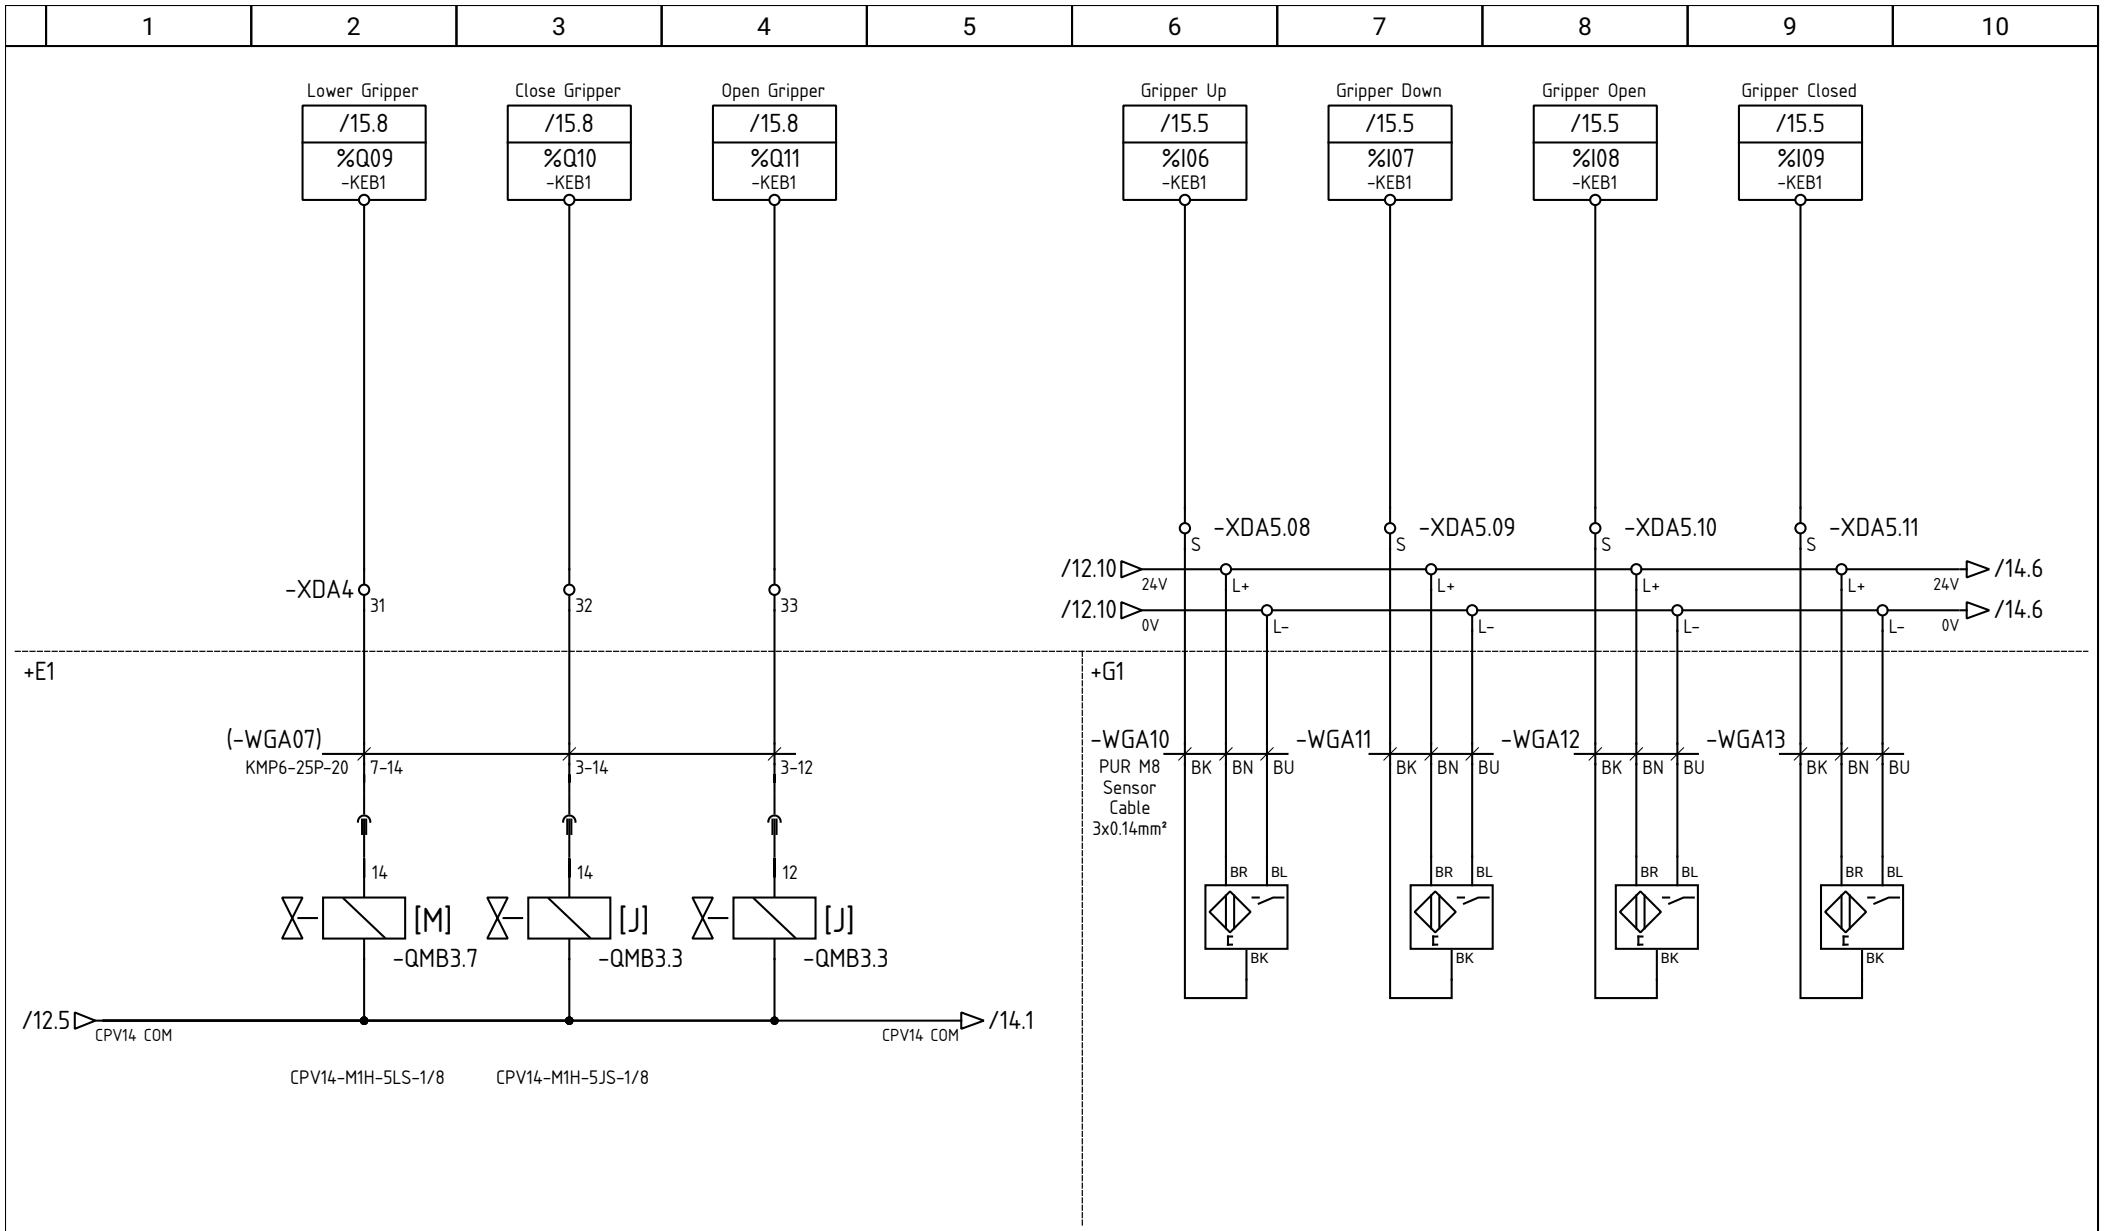 1 2 3 4 5 6 7 8 9 10
Lower Gripper Close Gripper Open Gripper Gripper Up Gripper Down Gripper Open Gripper Closed
/15.8 /15.8 /15.8 /15.5 /15.5 /15.5 /15.5
%Q09 %Q10 %Q11 %I06 %I07 %I08 %I09
-KEB1 -KEB1 -KEB1 -KEB1 -KEB1 -KEB1 -KEB1
-XDA5.08 -XDA5.09 -XDA5.10 -XDA5.11
S S S S
/12.10 /14.6
24V L+ L+ L+ L+ 24V
-XDA4 31 32 33
/12.10 /14.6
0V L- L- L- L- 0V
+E1 +G1
(-WGA07) -WGA10 -WGA11 -WGA12 -WGA13
KMP6-25P-20 7-14 3-14 3-12 PUR M8 BK BN BU BK BN BU BK BN BU BK BN BU
Sensor
Cable
3x0.14mm²
14 14 12 BR BL BR BL BR BL BR BL
[M] [J] [J]
E E E E
-QMB3.7 -QMB3.3 -QMB3.3 BK BK BK BK
/12.5 /14.1
CPV14 COM CPV14 COM
CPV14-M1H-5LS-1/8 CPV14-M1H-5JS-1/8